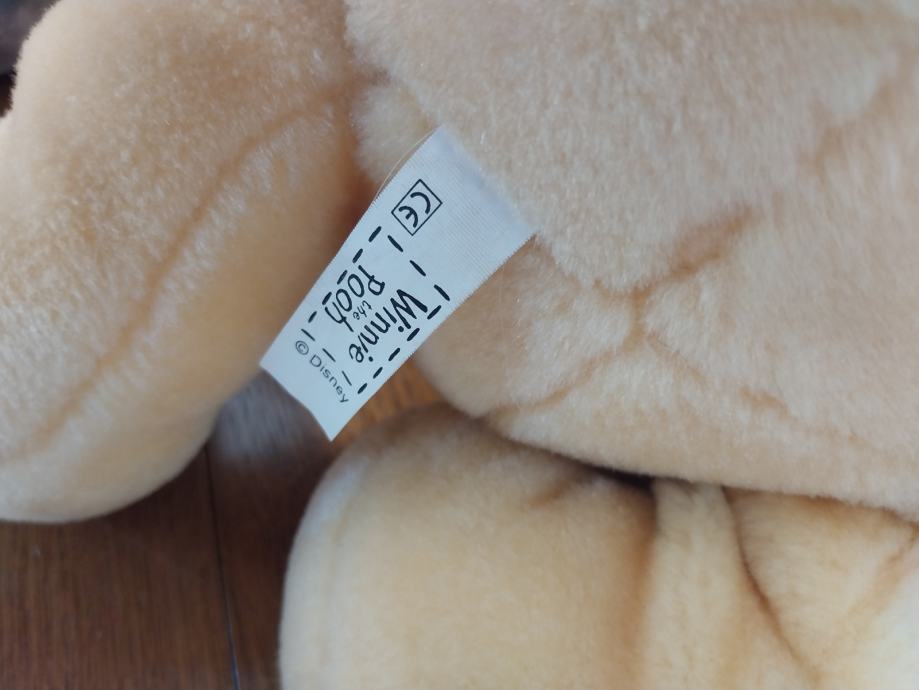 CE
Winnie
the
Pooh
© Disney